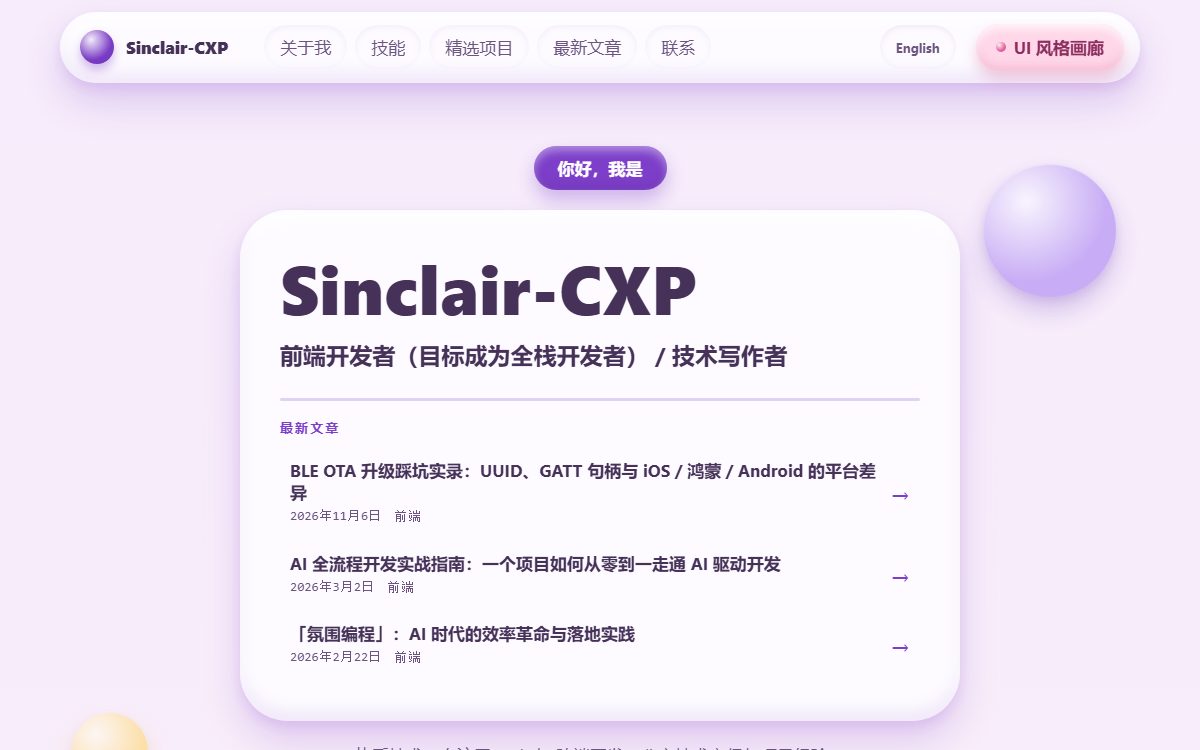 Sinclair-CXP
关于我
技能
精选项目
最新文章
联系
English
UI 风格画廊
你好，我是
Sinclair-CXP
前端开发者（目标成为全栈开发者） / 技术写作者
最新文章
BLE OTA 升级踩坑实录：UUID、GATT 句柄与 iOS / 鸿蒙 / Android 的平台差
异
→
2026年11月6日 前端
AI 全流程开发实战指南：一个项目如何从零到一走通 AI 驱动开发
→
2026年3月2日 前端
「氛围编程」：AI 时代的效率革命与落地实践
→
2026年2月22日 前端